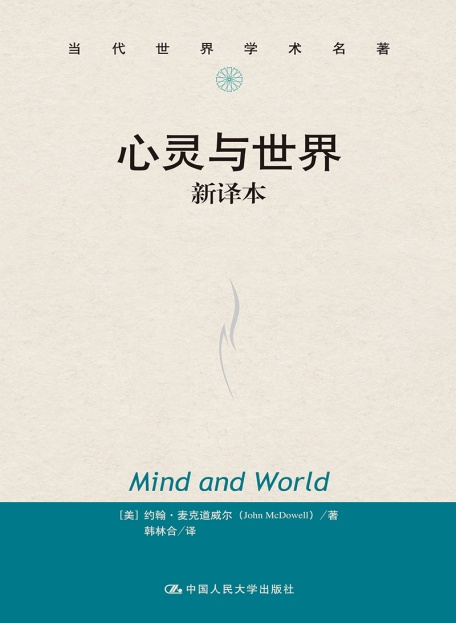 当代世界学术名著
心灵与世界
新译本
Mind and World
［美］约翰·麦克道威尔（John McDowell）／著
韩林合／译
中国人民大学出版社